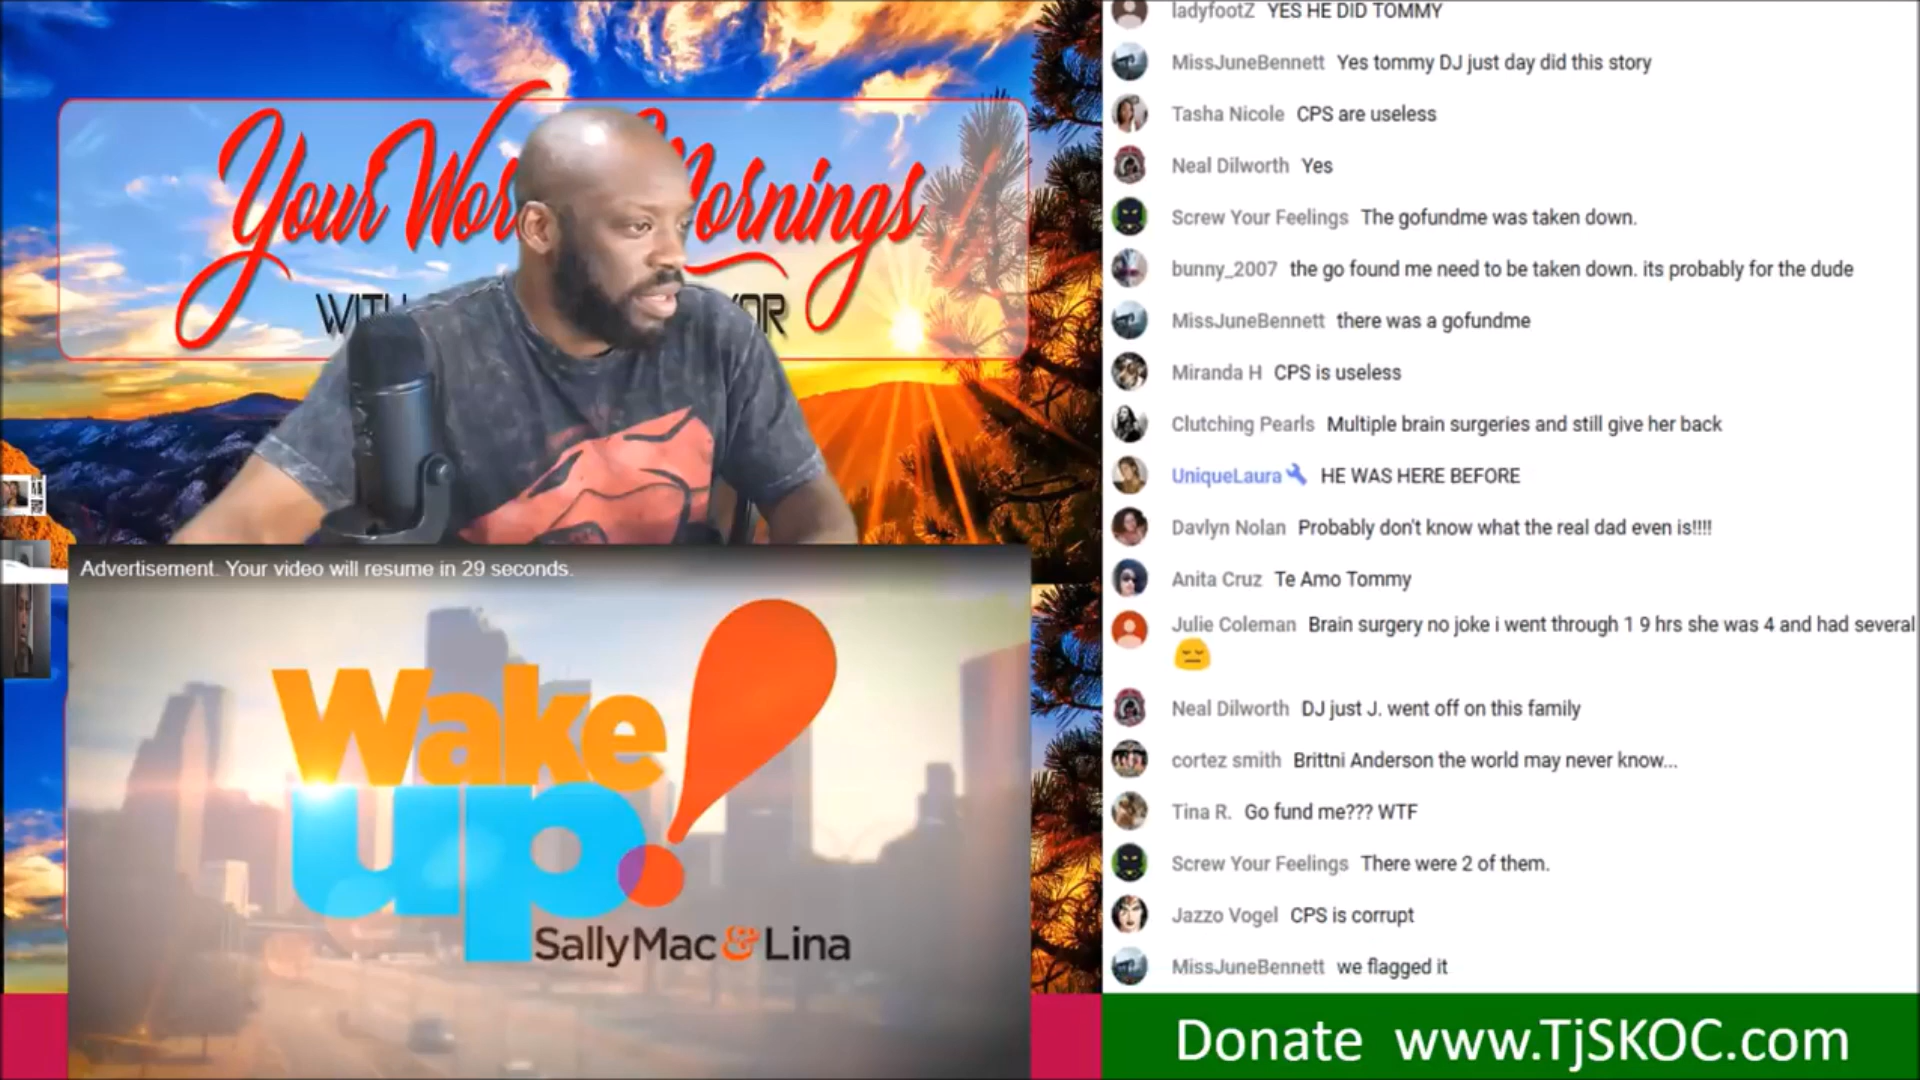 Your Wor ornings
WITH
OR
Advertisement. Your video will resume in 29 seconds.
Wake
up!
SallyMac & Lina
ladyfootZ YES HE DID TOMMY
MissJuneBennett Yes tommy DJ just day did this story
Tasha Nicole CPS are useless
Neal Dilworth Yes
Screw Your Feelings The gofundme was taken down.
bunny_2007 the go found me need to be taken down. its probably for the dude
MissJuneBennett there was a gofundme
Miranda H CPS is useless
Clutching Pearls Multiple brain surgeries and still give her back
UniqueLaura HE WAS HERE BEFORE
Davlyn Nolan Probably don't know what the real dad even is!!!!
Anita Cruz Te Amo Tommy
Julie Coleman Brain surgery no joke i went through 1 9 hrs she was 4 and had several
Neal Dilworth DJ just J. went off on this family
cortez smith Brittni Anderson the world may never know...
Tina R. Go fund me??? WTF
Screw Your Feelings There were 2 of them.
Jazzo Vogel CPS is corrupt
MissJuneBennett we flagged it
Donate www.TjSKOC.com